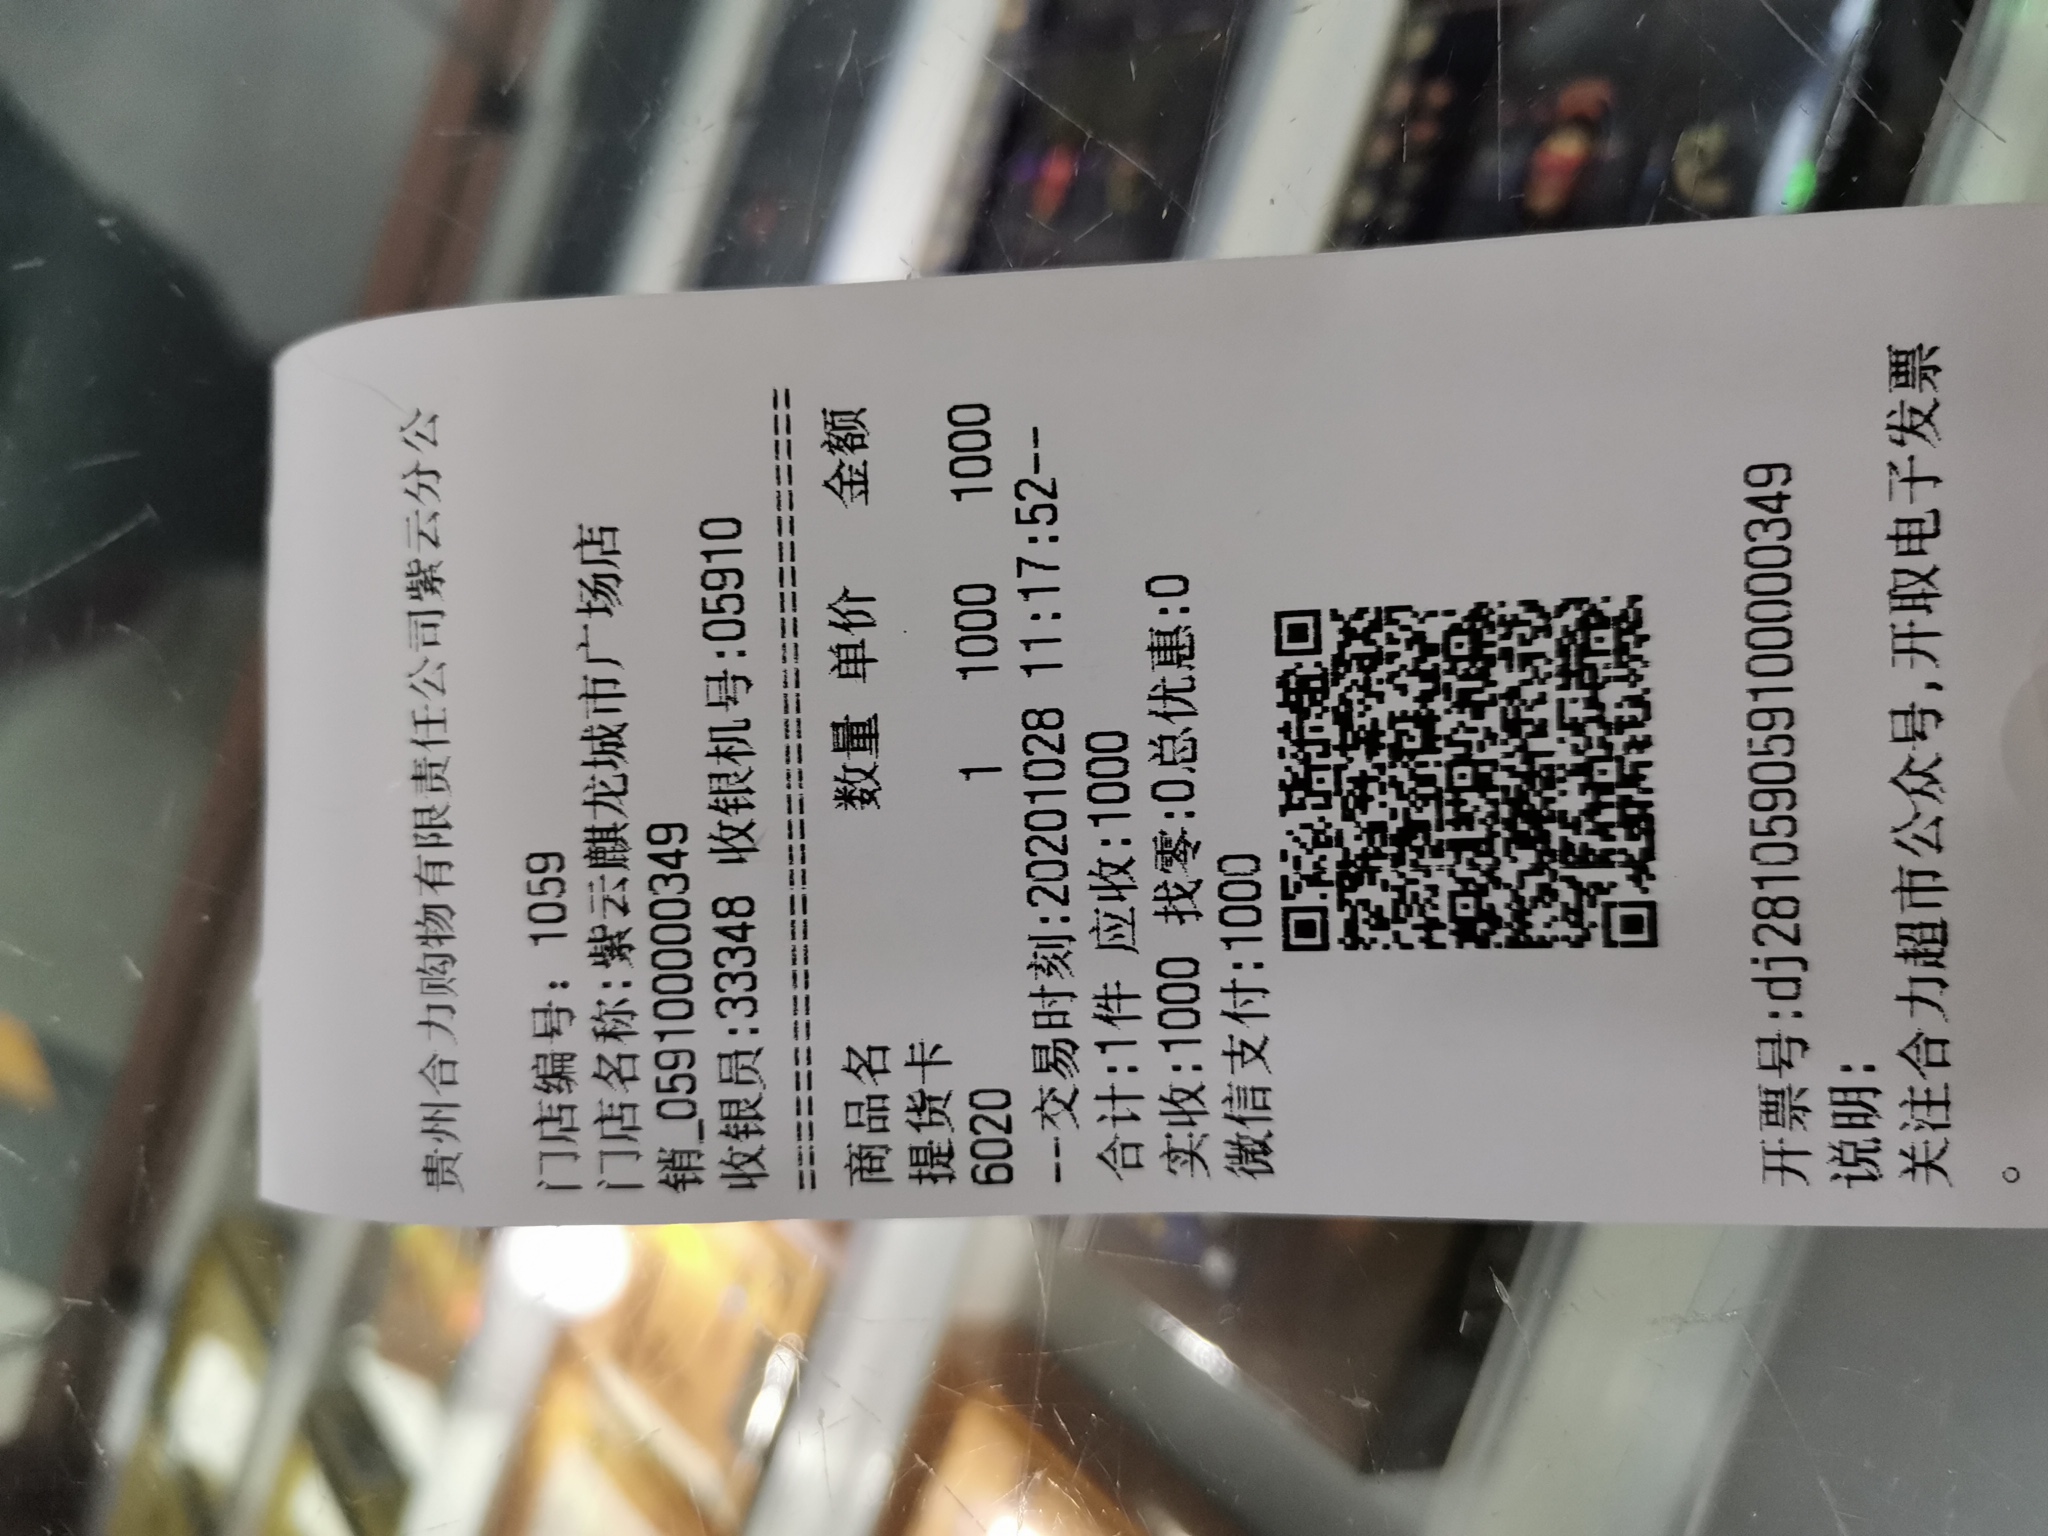 贵州合力购物有限责任公司紫云分公
门店编号: 1059
门店名称:紫云麒龙城市广场店
销_0591000000349
收银员:33348 收银机号:05910
========================================
商品名 数量 单价 金额
提货卡
6020 1 1000 1000
---交易时刻:20201028 11:17:52--
合计:1件 应收:1000
实收:1000 找零:0总优惠:0
微信支付:1000
开票号:dj281059059100000349
说明:
关注合力超市公众号,开取电子发票
。